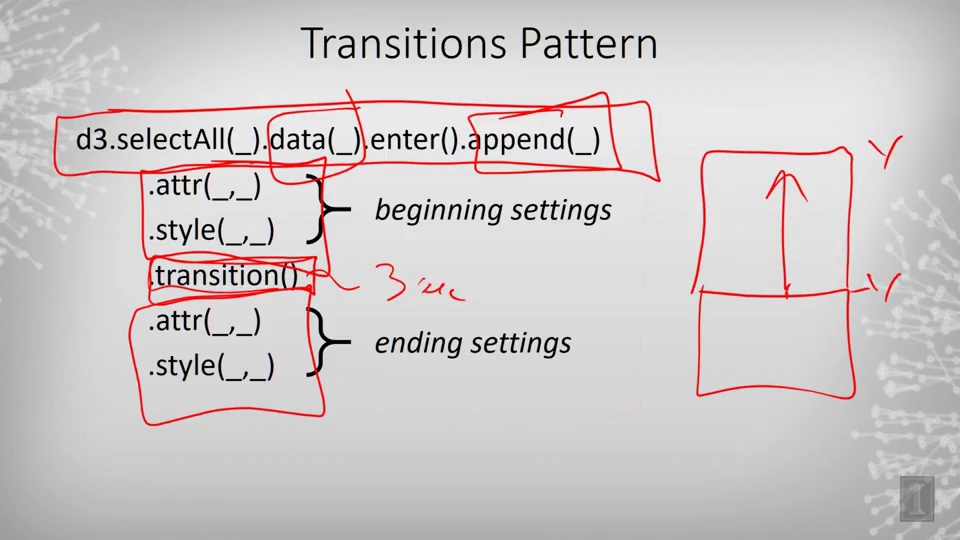 Transitions Pattern
d3.selectAll(_).data(_).enter().append(_)
.attr(_,_)
.style(_,_)
beginning settings
.transition()
3 sec
.attr(_,_)
.style(_,_)
ending settings
Y
Y
I